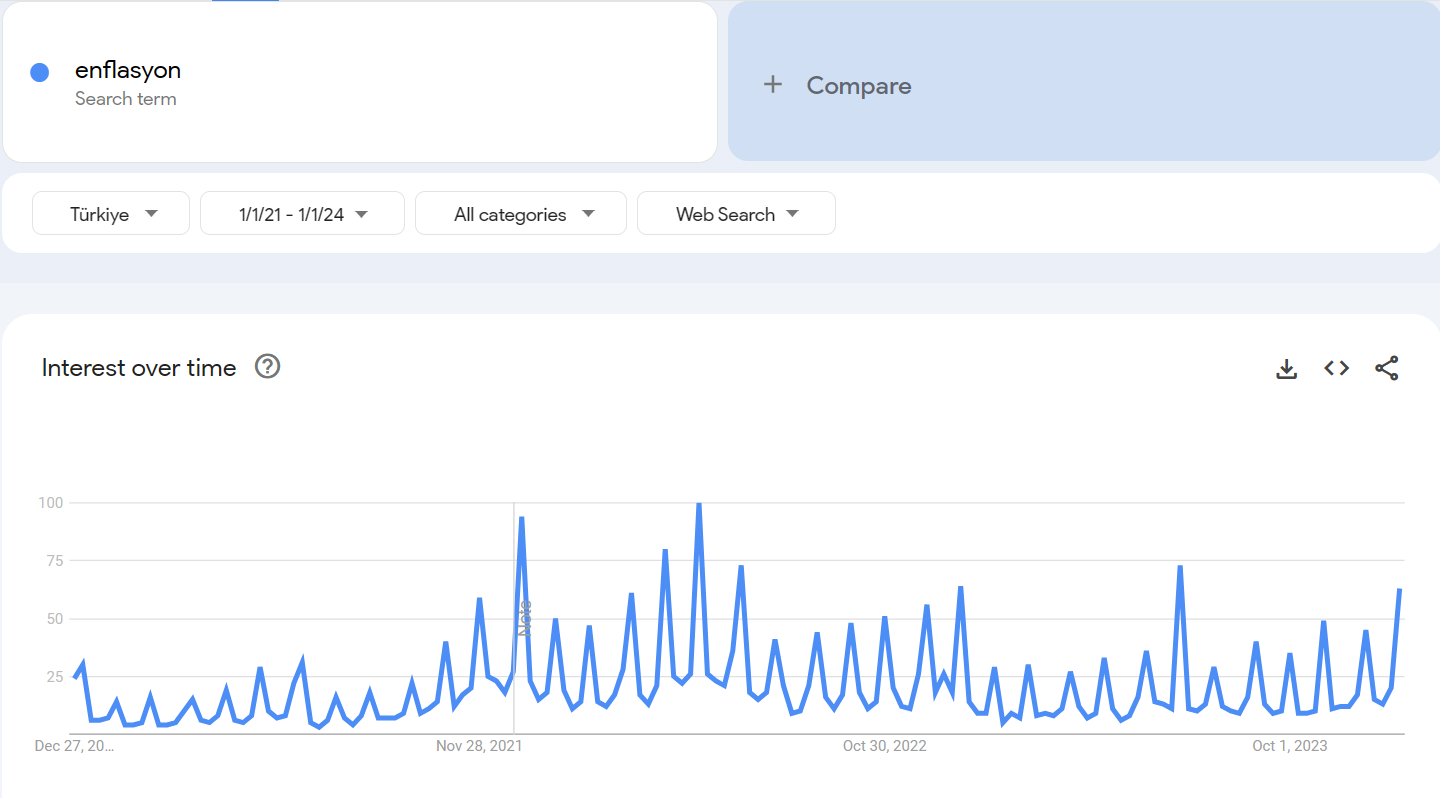 enflasyon
Search term
+ Compare
Türkiye
1/1/21 - 1/1/24
All categories
Web Search
Interest over time
100
75
50
25
Note
Dec 27, 20...
Nov 28, 2021
Oct 30, 2022
Oct 1, 2023